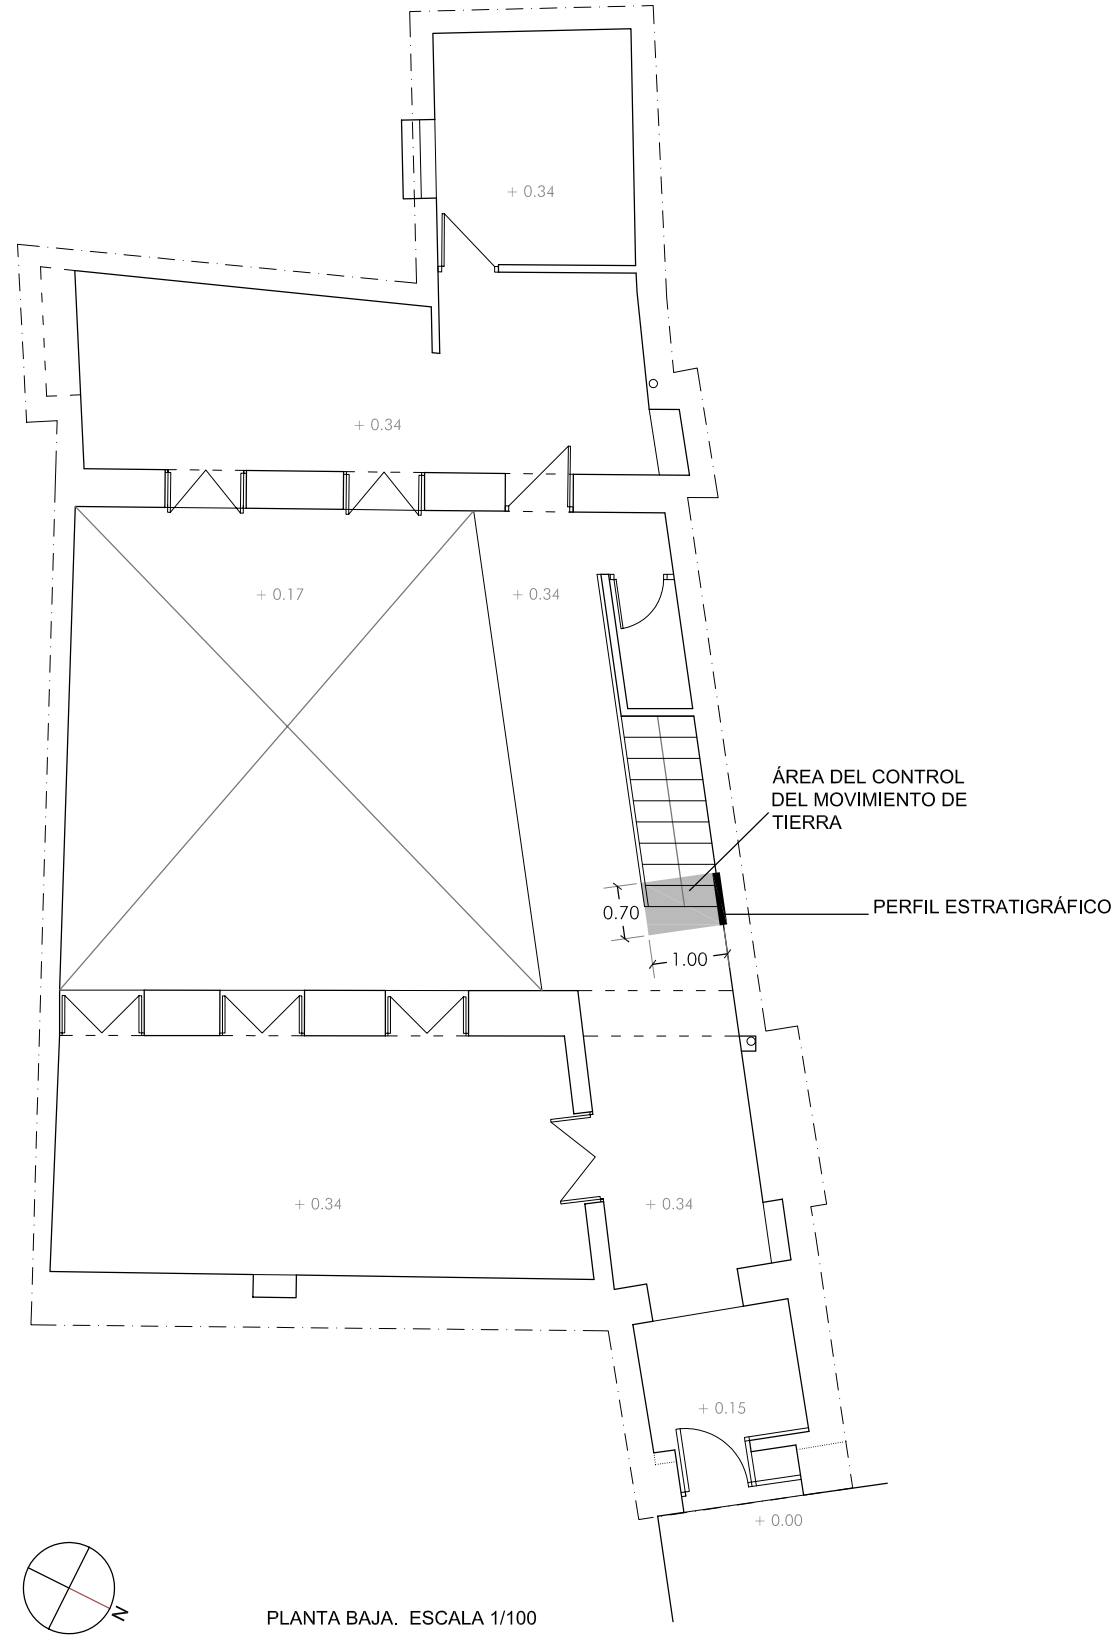 + 0.34
+ 0.34
+ 0.17
+ 0.34
ÁREA DEL CONTROL
DEL MOVIMIENTO DE
TIERRA
0.70
PERFIL ESTRATIGRÁFICO
1.00
+ 0.34
+ 0.34
+ 0.15
+ 0.00
N
PLANTA BAJA. ESCALA 1/100